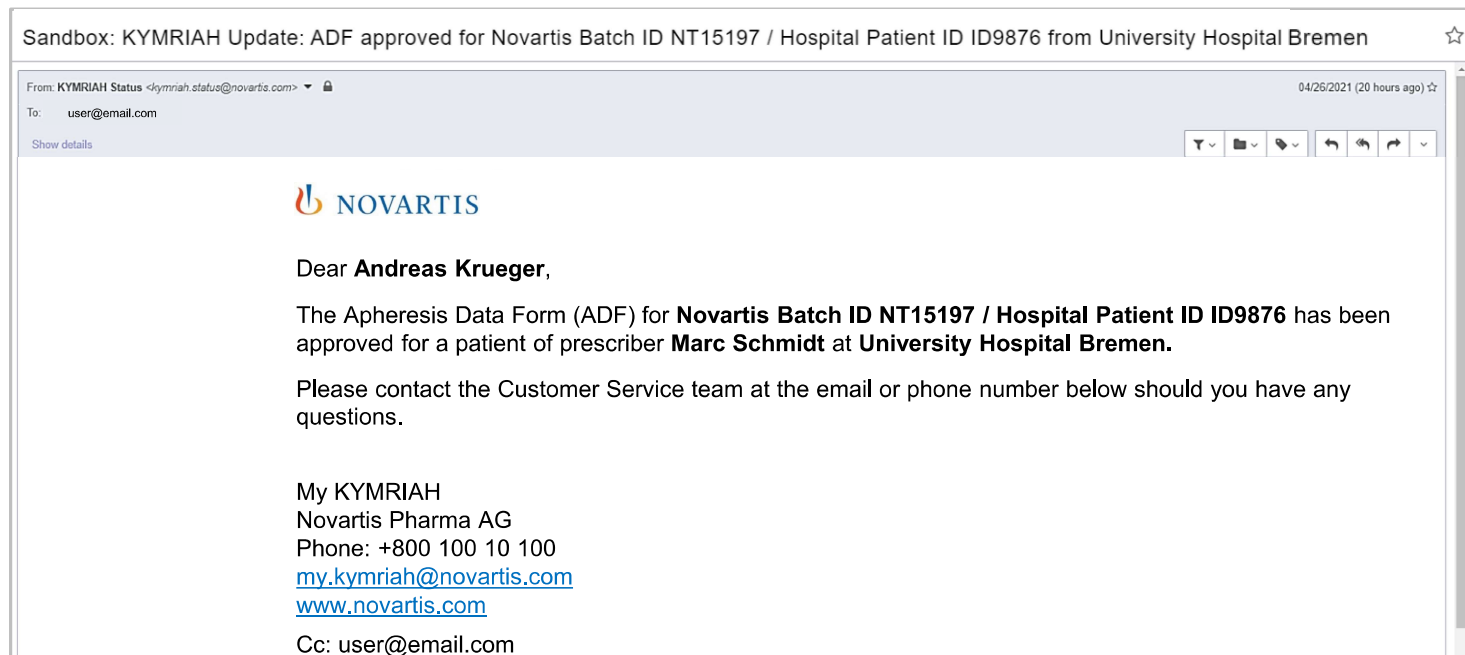 Sandbox: KYMRIAH Update: ADF approved for Novartis Batch ID NT15197 / Hospital Patient ID ID9876 from University Hospital Bremen
From: KYMRIAH Status <kymriah.status@novartis.com>
04/26/2021 (20 hours ago)
To: user@email.com
Show details
NOVARTIS
Dear Andreas Krueger,
The Apheresis Data Form (ADF) for Novartis Batch ID NT15197 / Hospital Patient ID ID9876 has been
approved for a patient of prescriber Marc Schmidt at University Hospital Bremen.
Please contact the Customer Service team at the email or phone number below should you have any
questions.
My KYMRIAH
Novartis Pharma AG
Phone: +800 100 10 100
my.kymriah@novartis.com
www.novartis.com
Cc: user@email.com